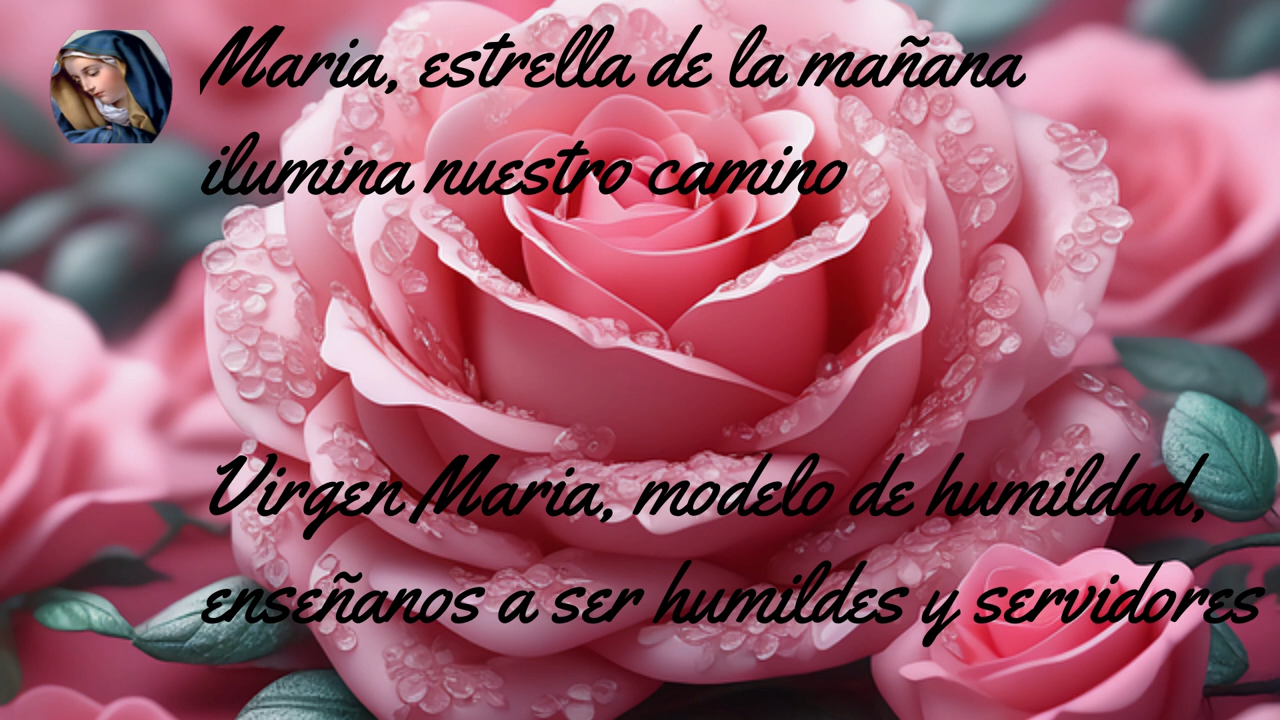 Maria, estrella de la mañana
ilumina nuestro camino
Virgen Maria, modelo de humildad,
enseñanos a ser humildes y servidores